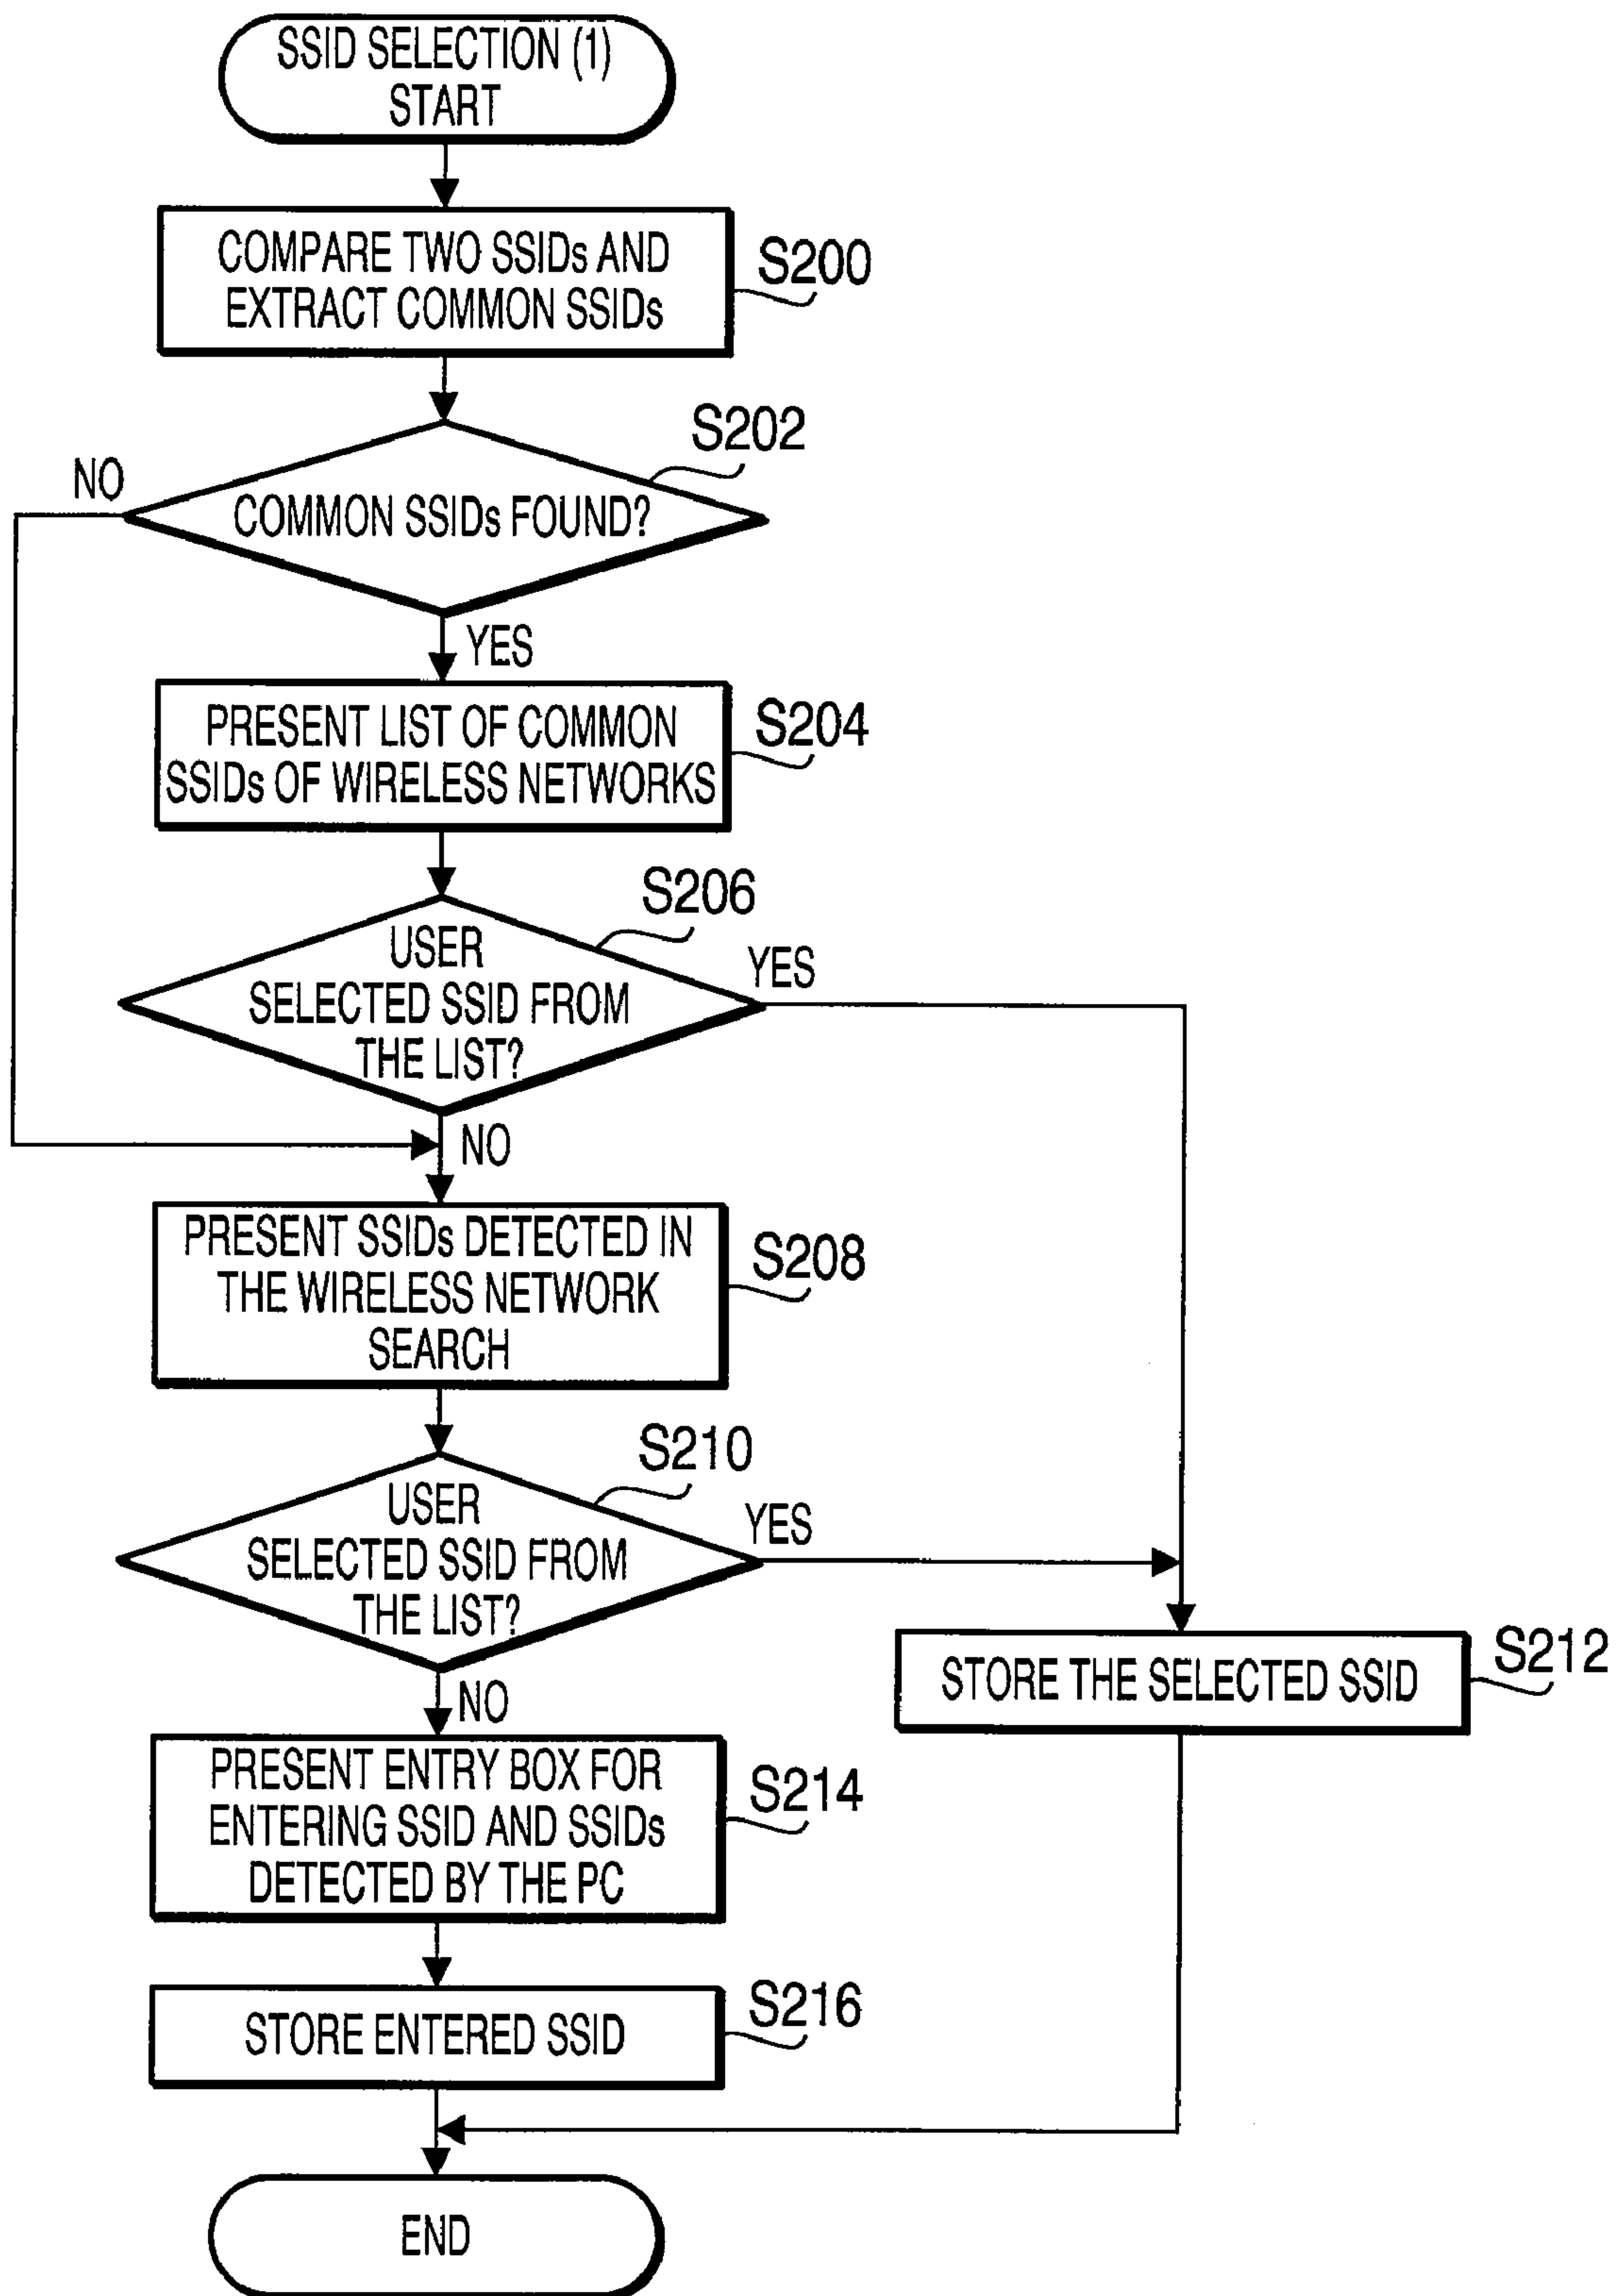 SSID SELECTION (1)
START
COMPARE TWO SSIDs AND
EXTRACT COMMON SSIDs
S200
S202
NO
COMMON SSIDs FOUND?
YES
PRESENT LIST OF COMMON
SSIDs OF WIRELESS NETWORKS
S204
S206
USER
SELECTED SSID FROM
THE LIST?
YES
NO
PRESENT SSIDs DETECTED IN
THE WIRELESS NETWORK
SEARCH
S208
S210
USER
SELECTED SSID FROM
THE LIST?
YES
NO
STORE THE SELECTED SSID
S212
PRESENT ENTRY BOX FOR
ENTERING SSID AND SSIDs
DETECTED BY THE PC
S214
STORE ENTERED SSID
S216
END